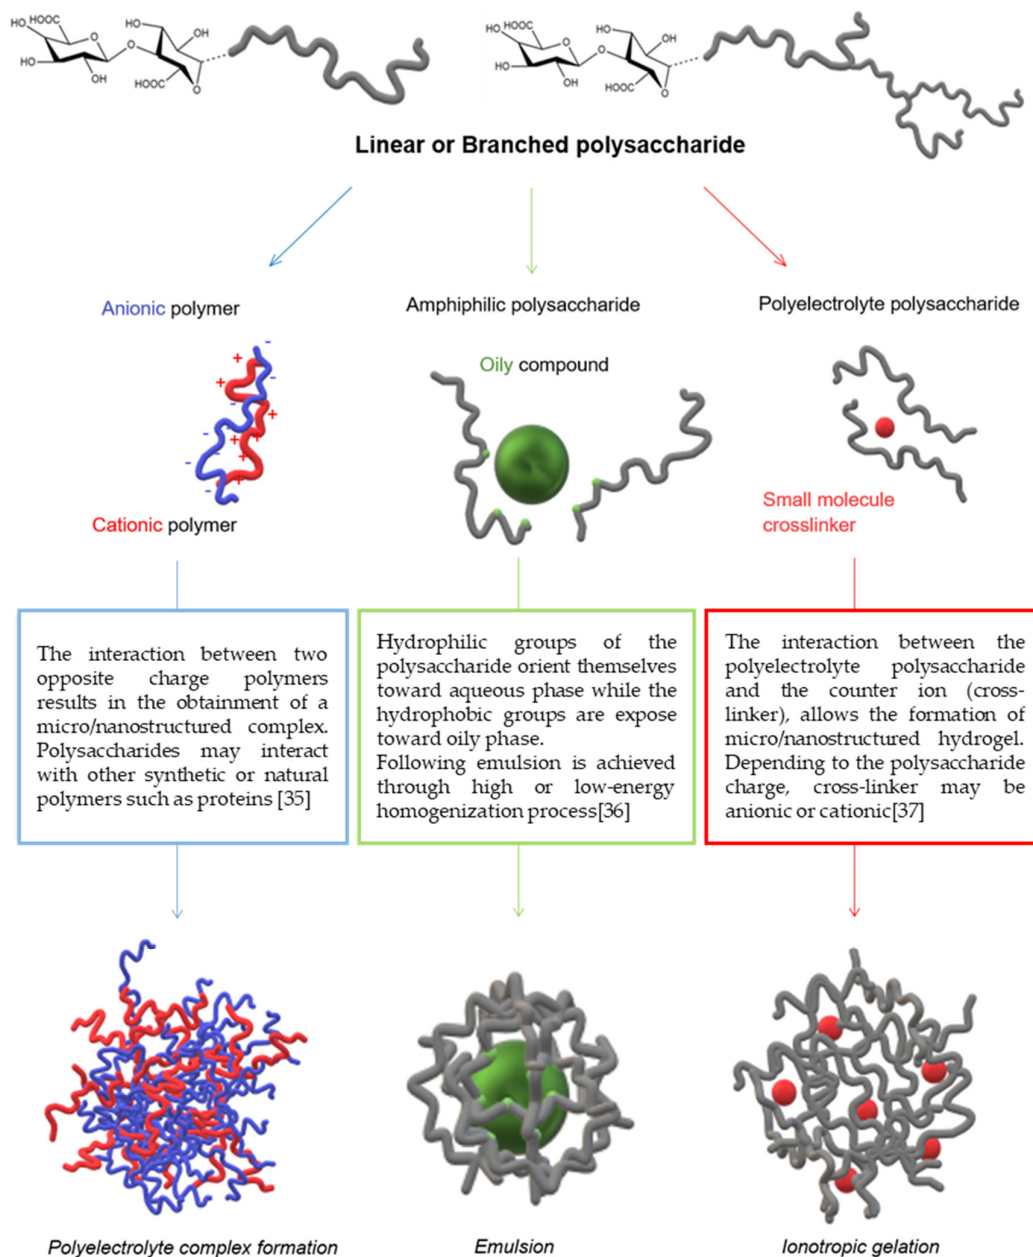 HOOC
HO
HO
O
OH
O
HO
OH
HOOC
O
HOOC
HO
HO
O
OH
O
HO
OH
HOOC
O
Linear or Branched polysaccharide
Anionic polymer
Cationic polymer
Amphiphilic polysaccharide
Oily compound
Polyelectrolyte polysaccharide
Small molecule
crosslinker
The interaction between two
opposite charge polymers
results in the obtainment of a
micro/nanostructured complex.
Polysaccharides may interact
with other synthetic or natural
polymers such as proteins [35]
Hydrophilic groups of the
polysaccharide orient themselves
toward aqueous phase while the
hydrophobic groups are expose
toward oily phase.
Following emulsion is achieved
through high or low-energy
homogenization process[36]
The interaction between the
polyelectrolyte polysaccharide
and the counter ion (cross-
linker), allows the formation of
micro/nanostructured hydrogel.
Depending to the polysaccharide
charge, cross-linker may be
anionic or cationic[37]
Polyelectrolyte complex formation
Emulsion
Ionotropic gelation